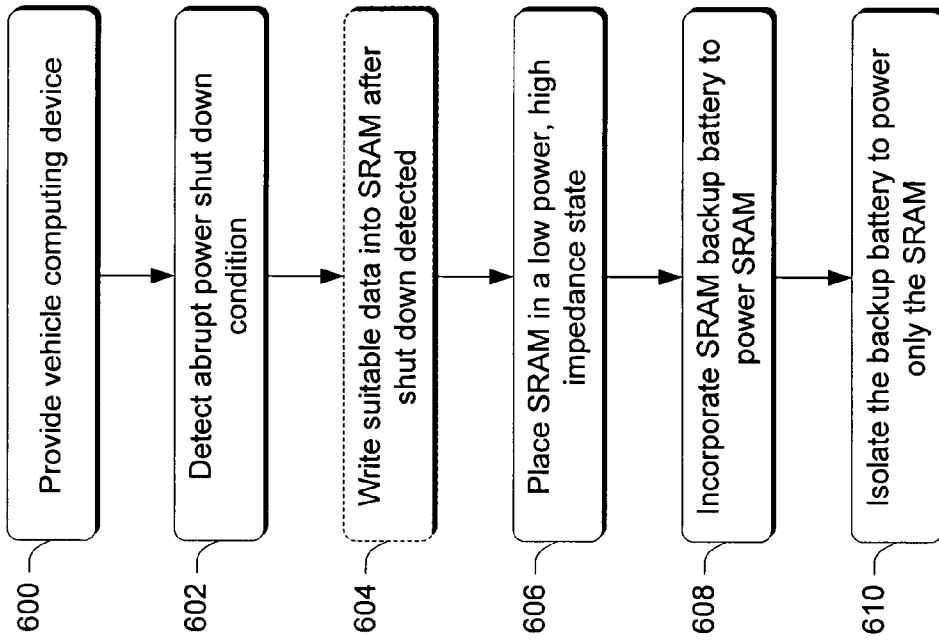 600
Provide vehicle computing device
602
Detect abrupt power shut down
condition
604
Write suitable data into SRAM after
shut down detected
606
Place SRAM in a low power, high
impedance state
608
Incorporate SRAM backup battery to
power SRAM
610
Isolate the backup battery to power
only the SRAM